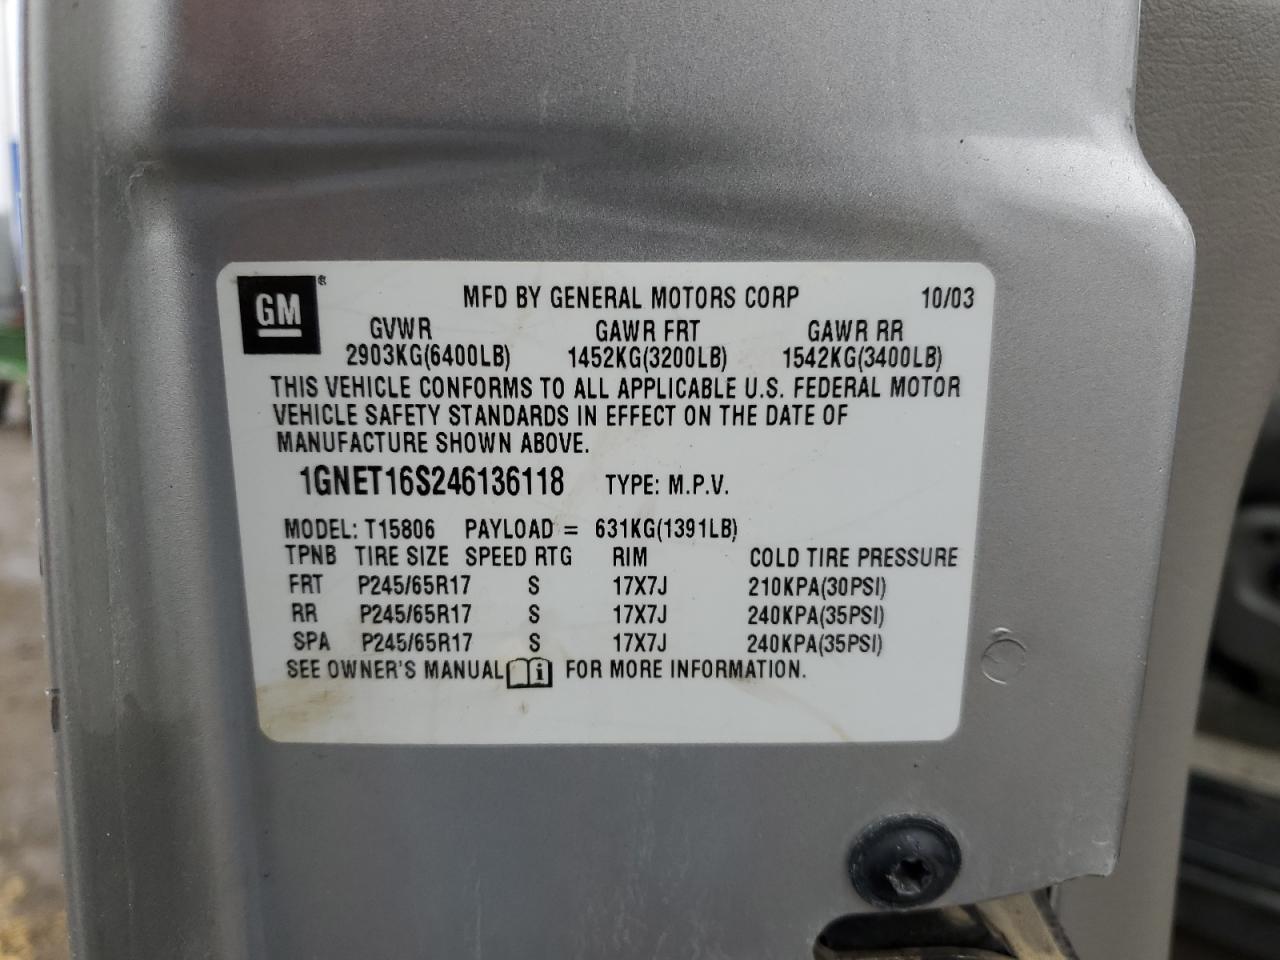 GM ® MFD BY GENERAL MOTORS CORP 10/03
GVWR GAWR FRT GAWR RR
2903KG(6400LB) 1452KG(3200LB) 1542KG(3400LB)
THIS VEHICLE CONFORMS TO ALL APPLICABLE U.S. FEDERAL MOTOR
VEHICLE SAFETY STANDARDS IN EFFECT ON THE DATE OF
MANUFACTURE SHOWN ABOVE.
1GNET16S246136118 TYPE: M.P.V.
MODEL: T15806 PAYLOAD = 631KG(1391LB)
TPNB TIRE SIZE SPEED RTG RIM COLD TIRE PRESSURE
FRT P245/65R17 S 17X7J 210KPA(30PSI)
RR P245/65R17 S 17X7J 240KPA(35PSI)
SPA P245/65R17 S 17X7J 240KPA(35PSI)
SEE OWNER'S MANUAL i FOR MORE INFORMATION.